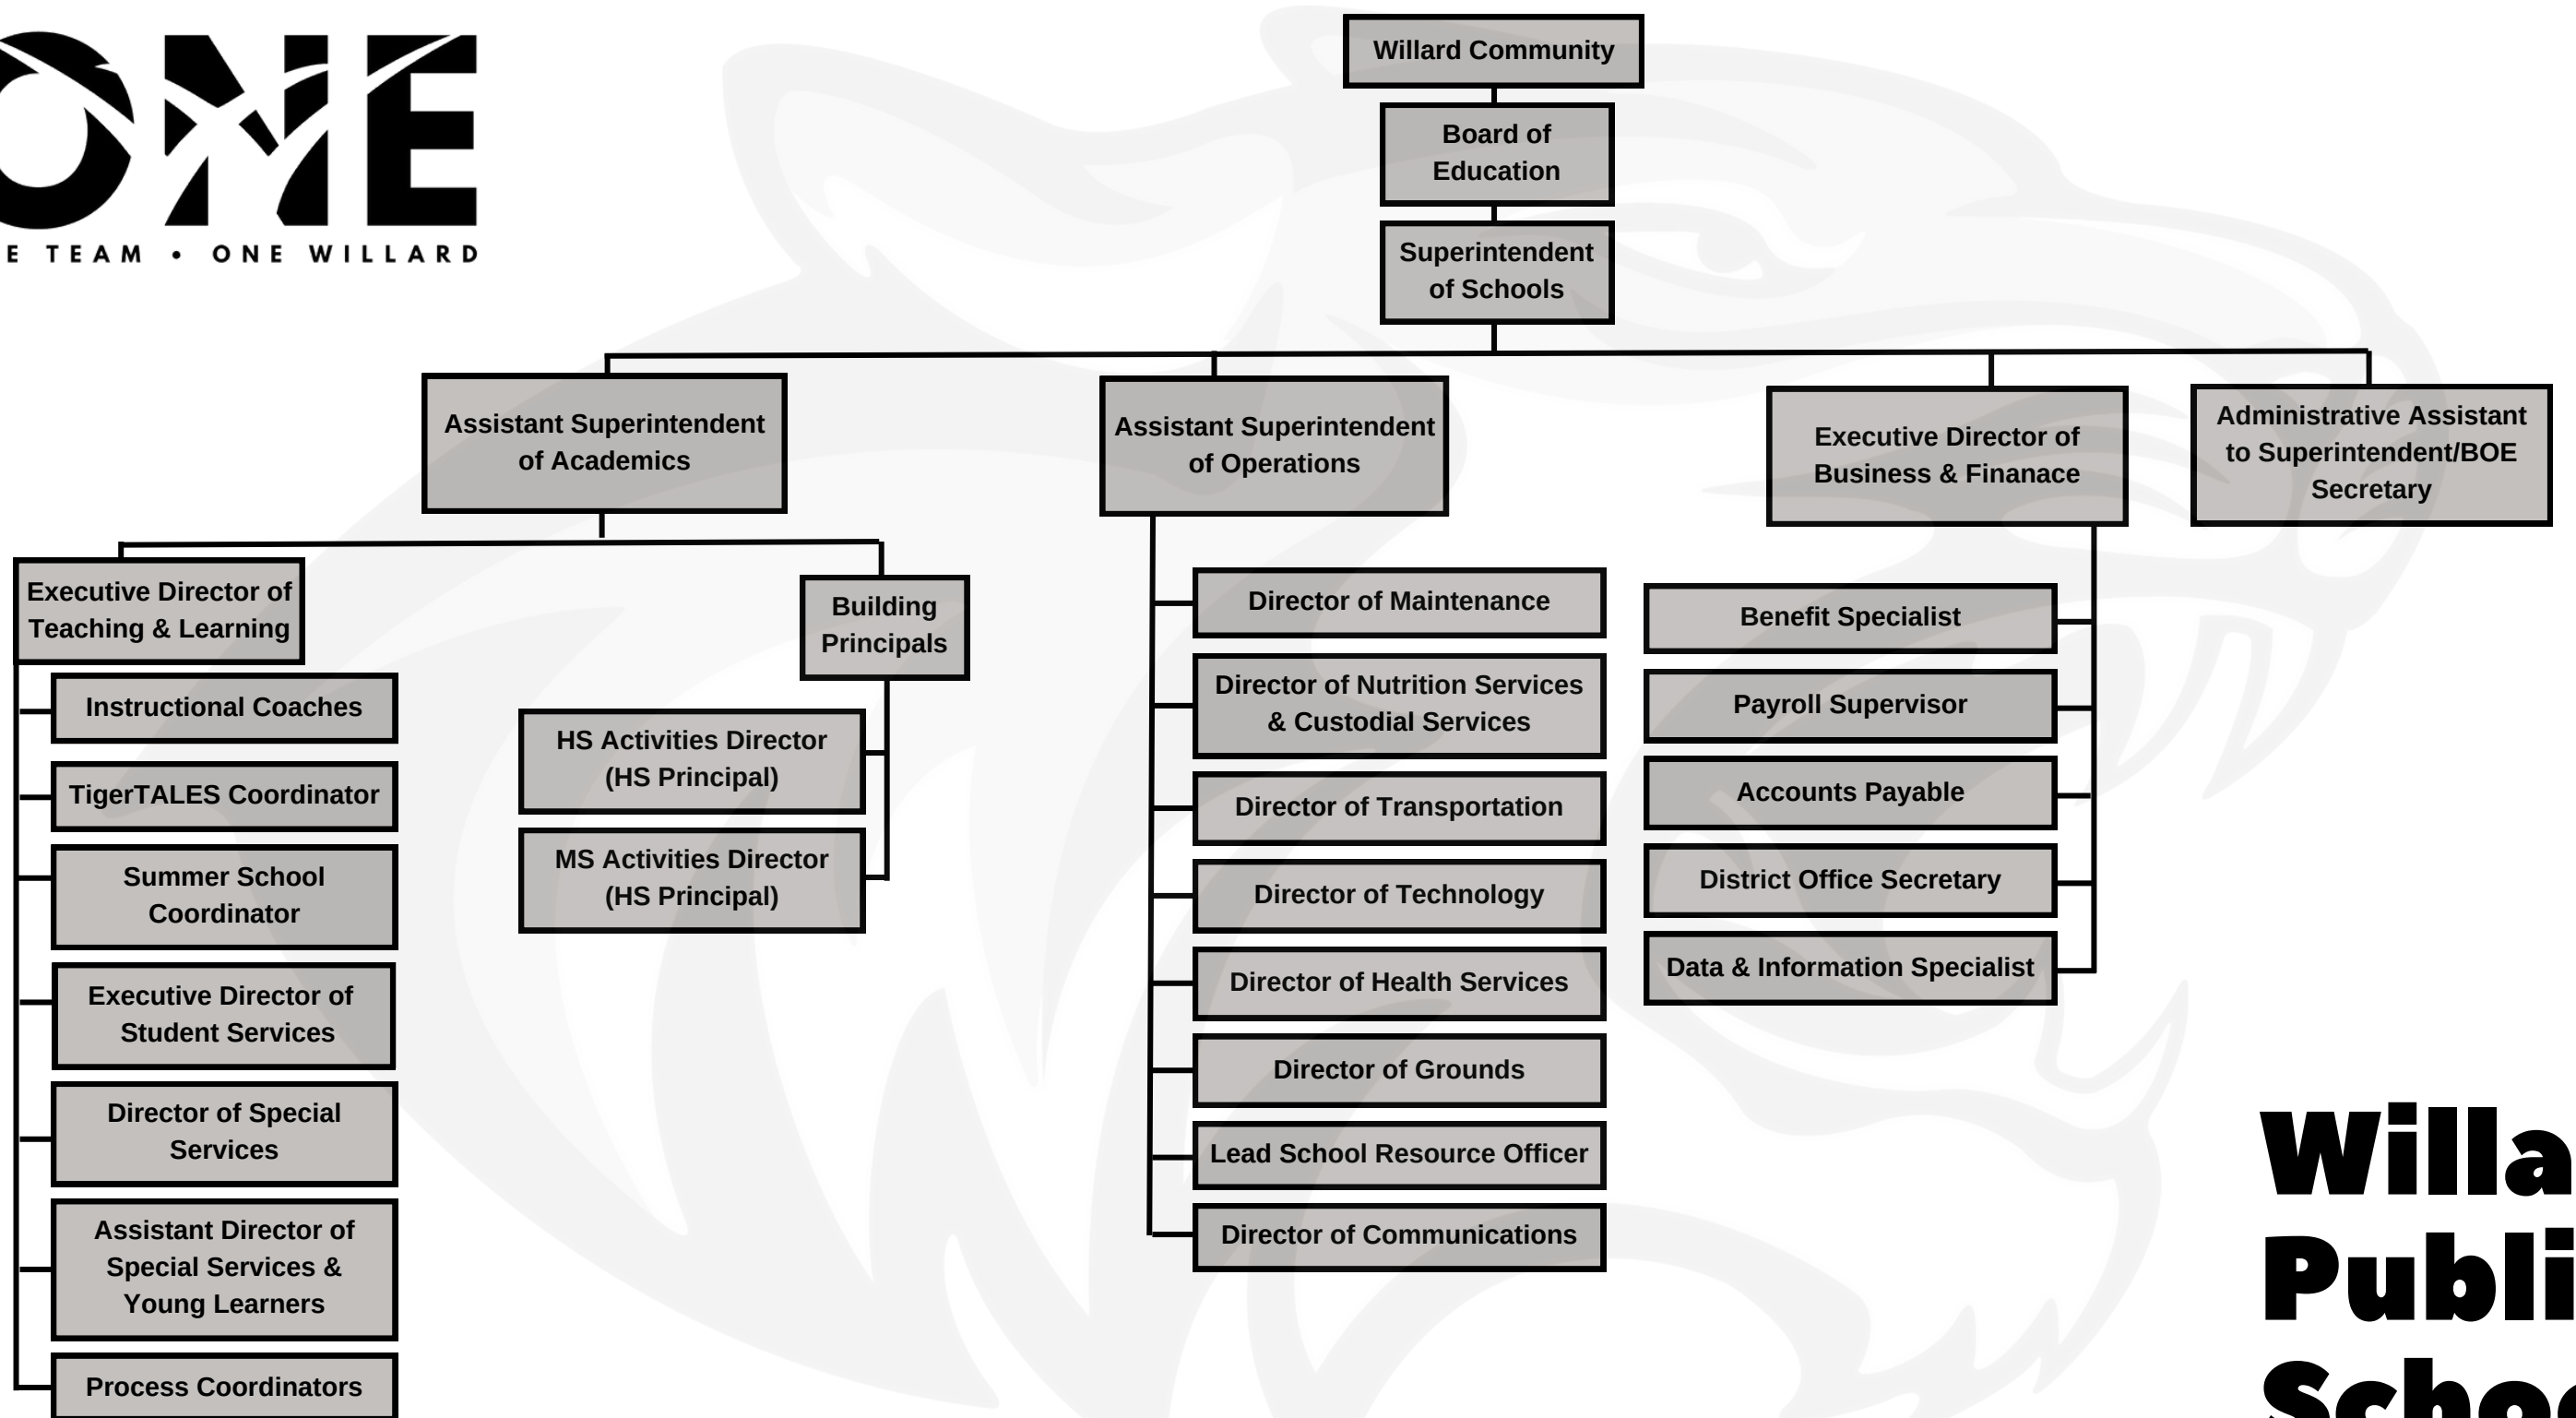 ONE
E TEAM • ONE WILLARD
Willard Community
Board of
Education
Superintendent
of Schools
Assistant Superintendent
of Academics
Assistant Superintendent
of Operations
Executive Director of
Business & Finanace
Administrative Assistant
to Superintendent/BOE
Secretary
Executive Director of
Teaching & Learning
Instructional Coaches
TigerTALES Coordinator
Summer School
Coordinator
Executive Director of
Student Services
Director of Special
Services
Assistant Director of
Special Services &
Young Learners
Process Coordinators
Building
Principals
HS Activities Director
(HS Principal)
MS Activities Director
(HS Principal)
Director of Maintenance
Director of Nutrition Services
& Custodial Services
Director of Transportation
Director of Technology
Director of Health Services
Director of Grounds
Lead School Resource Officer
Director of Communications
Benefit Specialist
Payroll Supervisor
Accounts Payable
District Office Secretary
Data & Information Specialist
Willa
Publi
Schoo